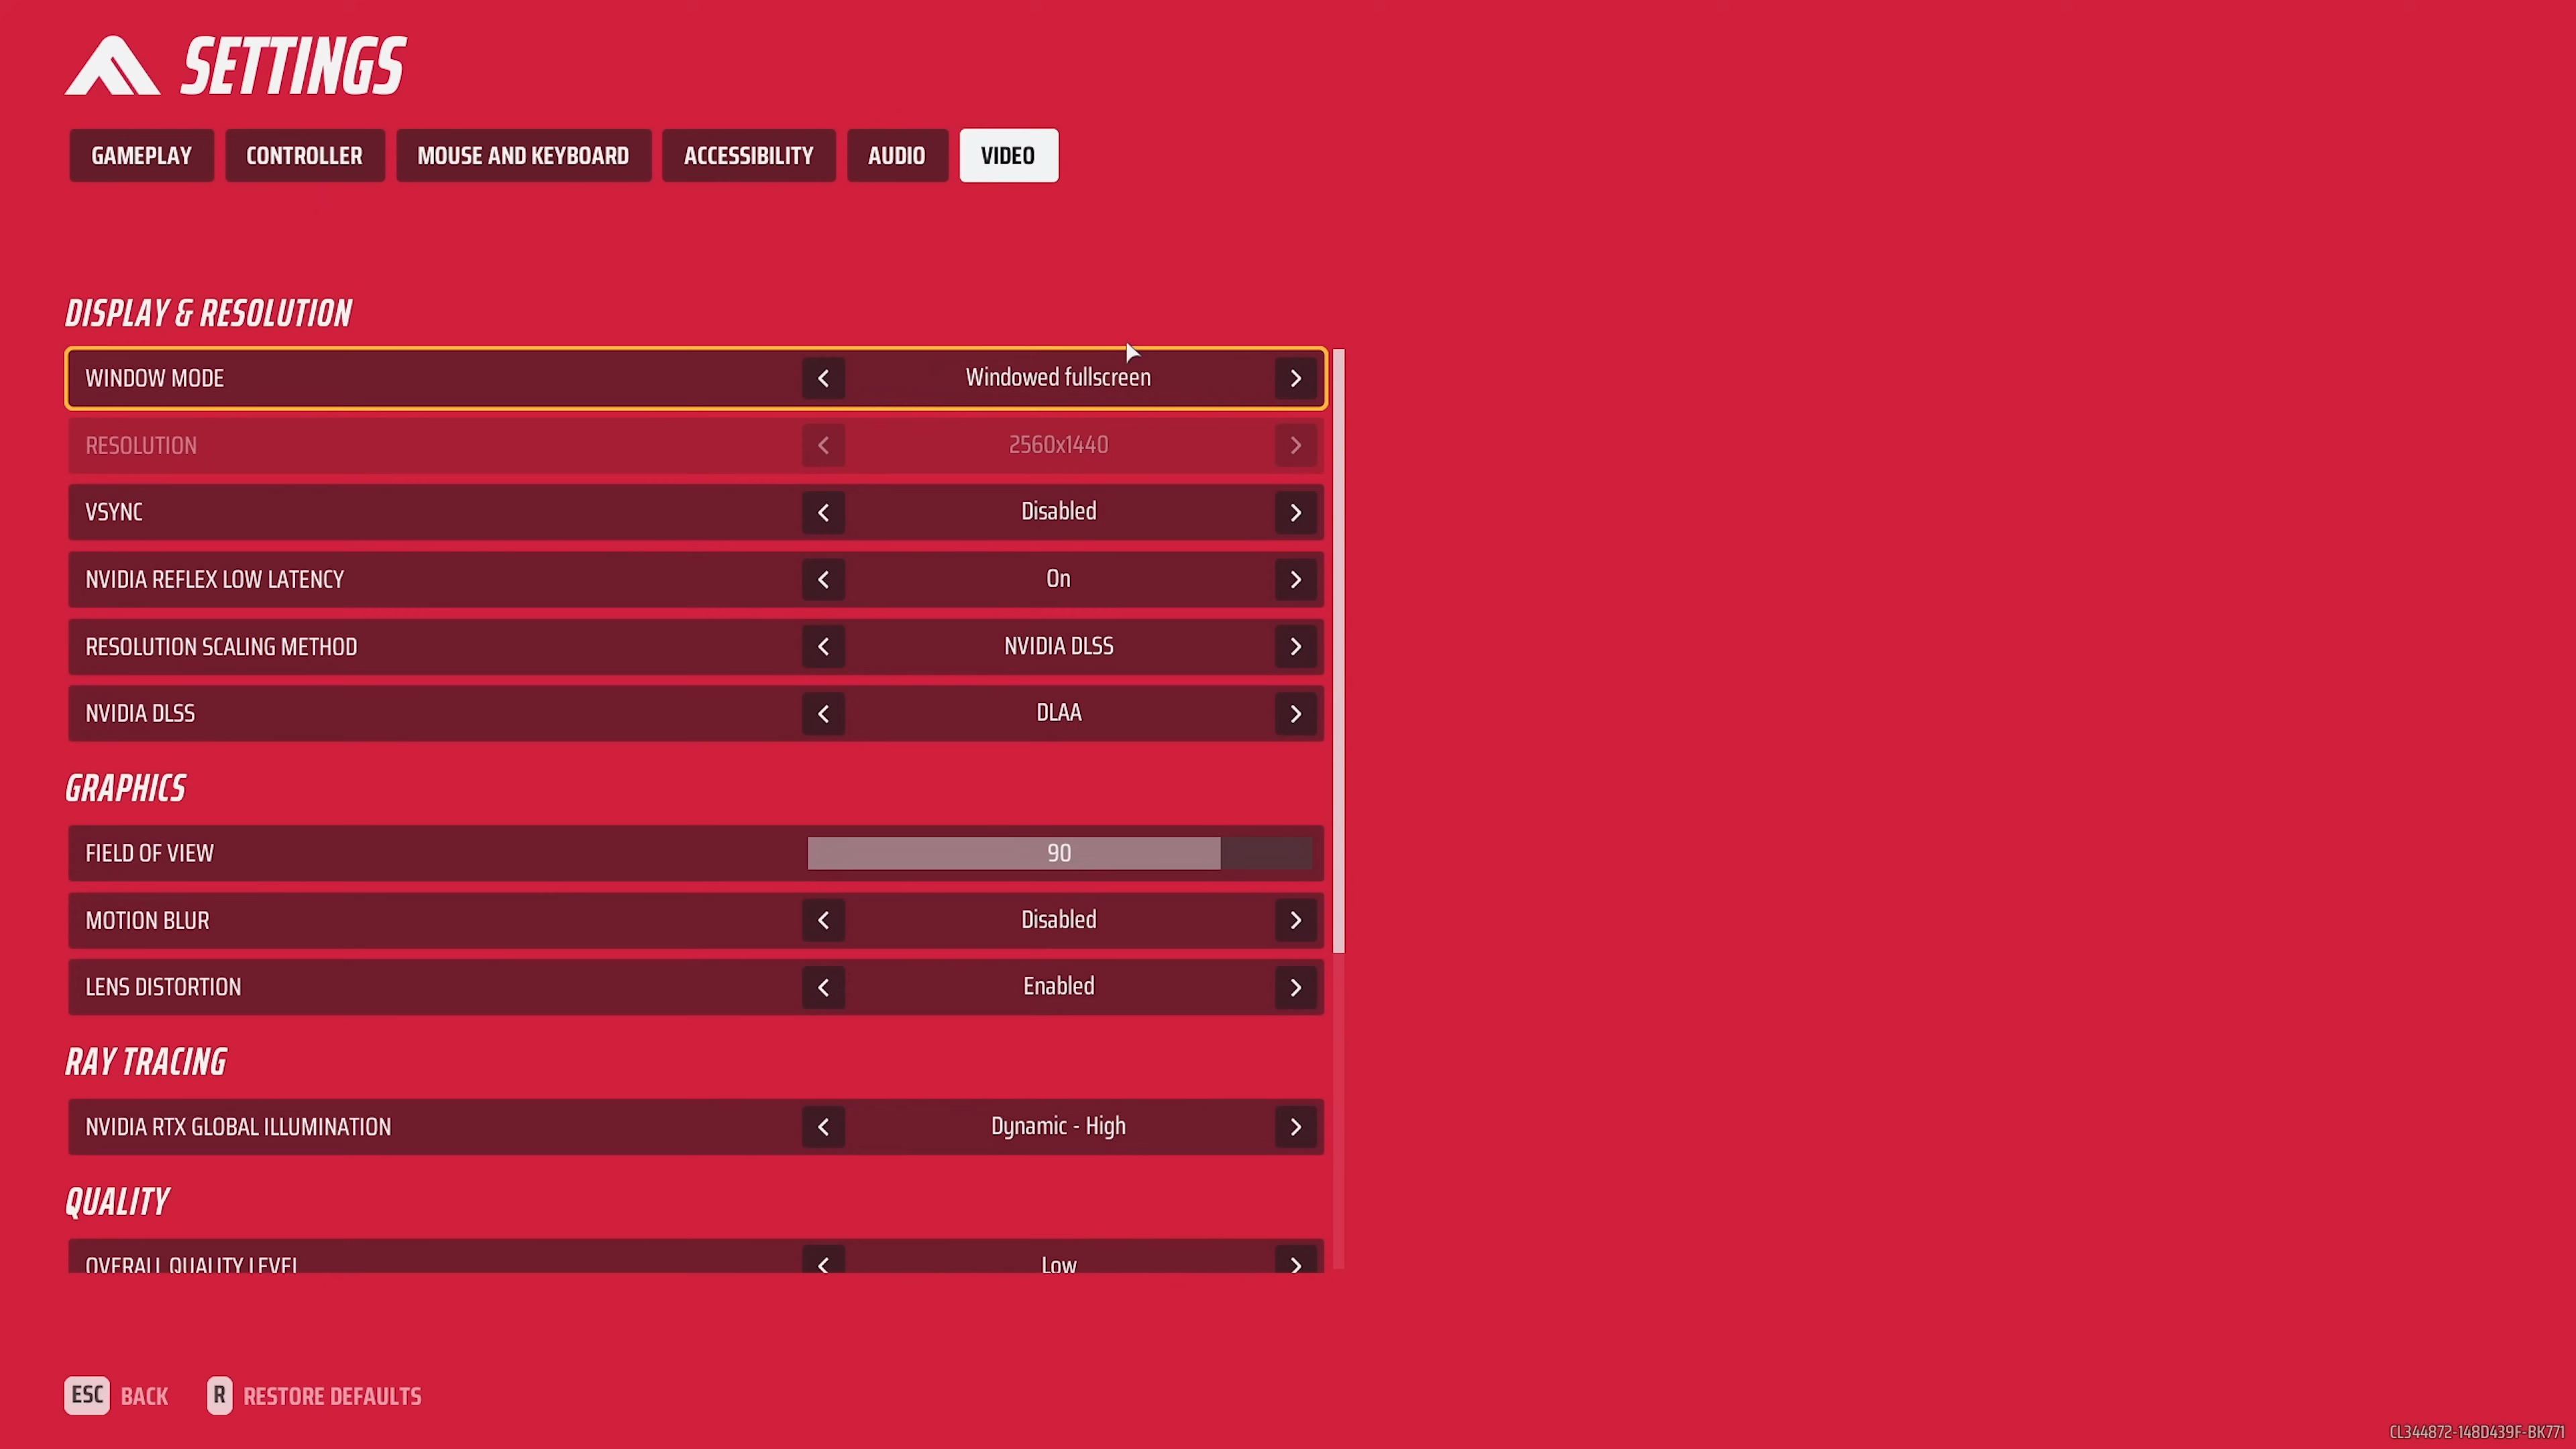 SETTINGS
GAMEPLAY CONTROLLER MOUSE AND KEYBOARD ACCESSIBILITY AUDIO VIDEO
DISPLAY & RESOLUTION
WINDOW MODE Windowed fullscreen
RESOLUTION 2560x1440
VSYNC Disabled
NVIDIA REFLEX LOW LATENCY On
RESOLUTION SCALING METHOD NVIDIA DLSS
NVIDIA DLSS DLAA
GRAPHICS
FIELD OF VIEW 90
MOTION BLUR Disabled
LENS DISTORTION Enabled
RAY TRACING
NVIDIA RTX GLOBAL ILLUMINATION Dynamic - High
QUALITY
OVERALL QUALITY LEVEL Low
ESC BACK R RESTORE DEFAULTS
CL344872-148D439F-BK771